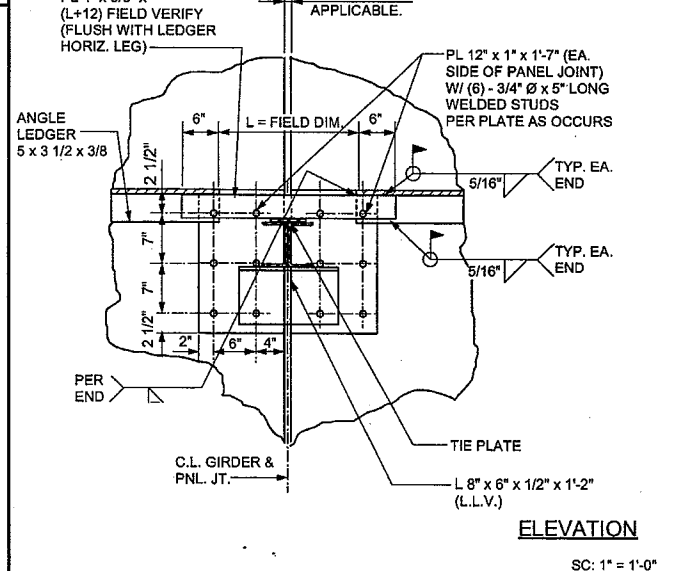 (L+12) FIELD VERIFY
(FLUSH WITH LEDGER
HORIZ. LEG)
APPLICABLE.
PL 12" x 1" x 1'-7" (EA.
SIDE OF PANEL JOINT)
W/ (6) - 3/4" Ø x 5" LONG
WELDED STUDS
PER PLATE AS OCCURS
ANGLE
LEDGER
5 x 3 1/2 x 3/8
6"
L = FIELD DIM.
6"
2 1/2"
5/16"
TYP. EA.
END
7"
5/16"
TYP. EA.
END
7"
2 1/2"
2"
6"
4"
PER
END
TIE PLATE
C.L. GIRDER &
PNL. JT.
L 8" x 6" x 1/2" x 1'-2"
(L.L.V.)
ELEVATION
SC: 1" = 1'-0"